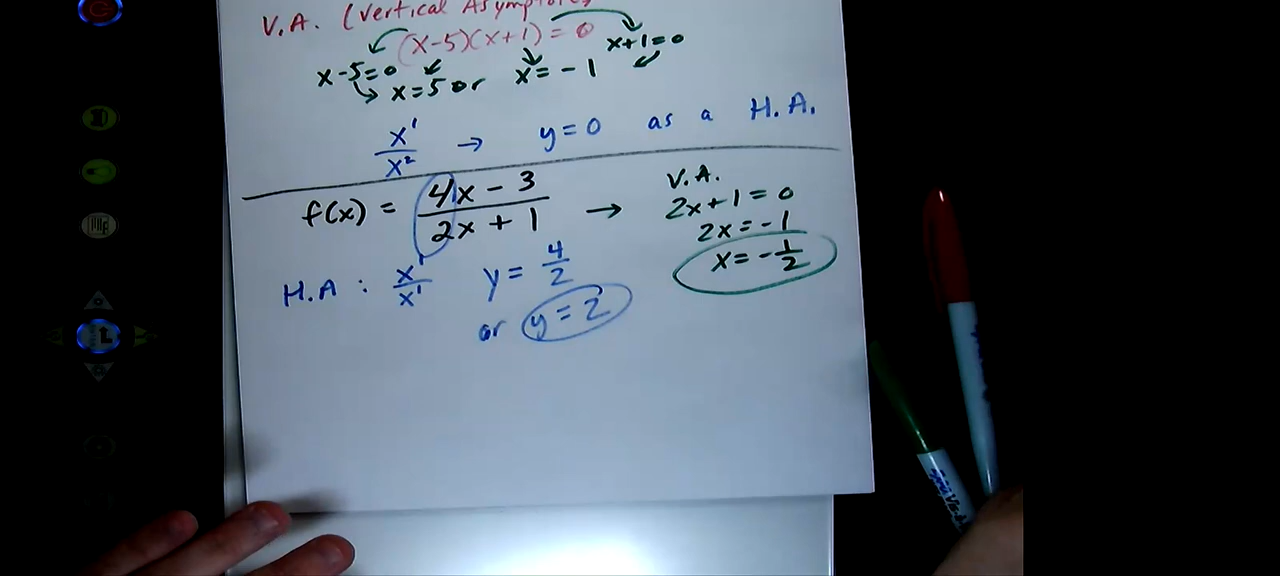 V.A. (Vertical Asymptote)
(x-5)(x+1) = 0
x+1=0
x-5=0
x=5 or x= -1
x¹/x² → y=0 as a H.A.
f(x) = (4x - 3)/(2x + 1) →
V.A.
2x+1 = 0
2x = -1
x= -1/2
H.A : x¹/x¹ y = 4/2
or y = 2